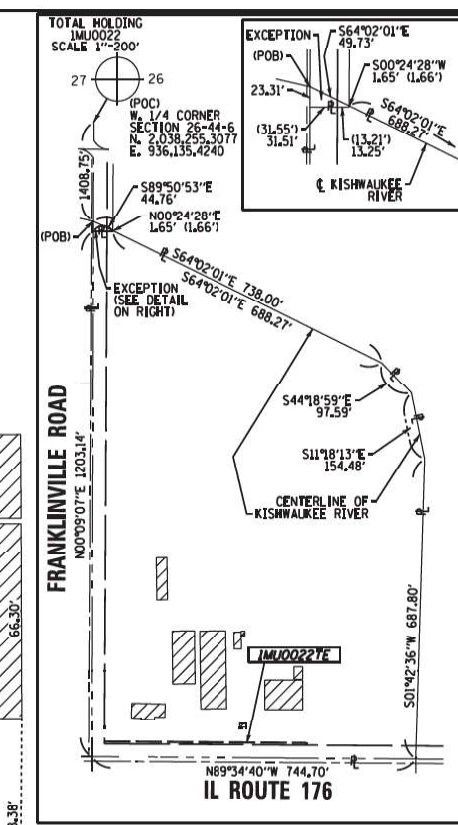 TOTAL HOLDING
1MU0022
SCALE 1"=200'
27
26
(POC)
W. 1/4 CORNER
SECTION 26-44-6
N. 2,038,255.3077
E. 936,135.4240
1408.75'
S89°50'53"E
44.76'
N00°24'28"E
1.65' (1.66')
(POB)
EXCEPTION
(SEE DETAIL
ON RIGHT)
EXCEPTION
(POB)
S64°02'01"E
49.73'
S00°24'28"W
1.65' (1.66')
23.31'
S64°02'01"E
688.27'
(31.55')
31.51'
(13.21')
13.25'
℄ KISHWAUKEE
RIVER
S64°02'01"E 738.00'
S64°02'01"E 688.27'
S44°18'59"E
97.59'
S11°18'13"E
154.48'
CENTERLINE OF
KISHWAUKEE RIVER
FRANKLINVILLE ROAD
N00°09'07"E 1203.14'
S01°42'36"W 687.80'
66.30'
1MU0022TE
N89°34'40"W 744.70'
IL ROUTE 176